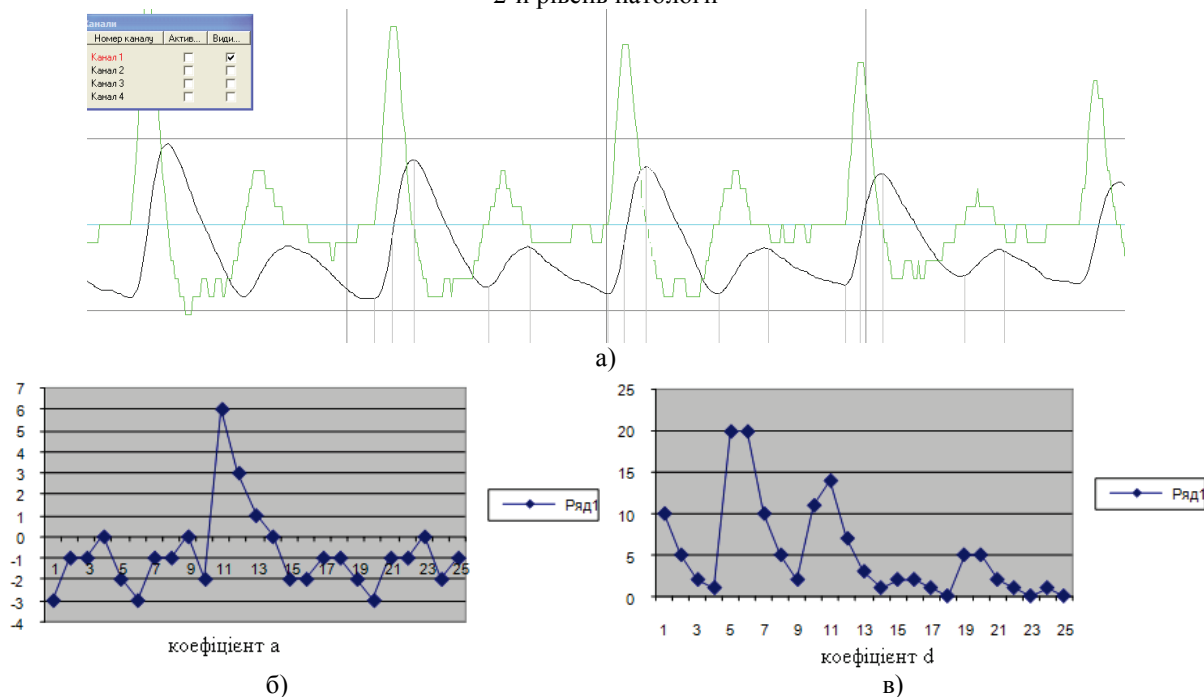 2-й рівень патології
Канали
Номер каналу Актив... Види...
Канал 1
Канал 2
Канал 3
Канал 4
а)
7
6
5
4
3
2
1
0
-1
-2
-3
-4
1 3 5 7 9 11 13 15 17 19 21 23 25
Ряд1
коефіцієнт а
б)
25
20
15
10
5
0
1 3 5 7 9 11 13 15 17 19 21 23 25
Ряд1
коефіцієнт d
в)